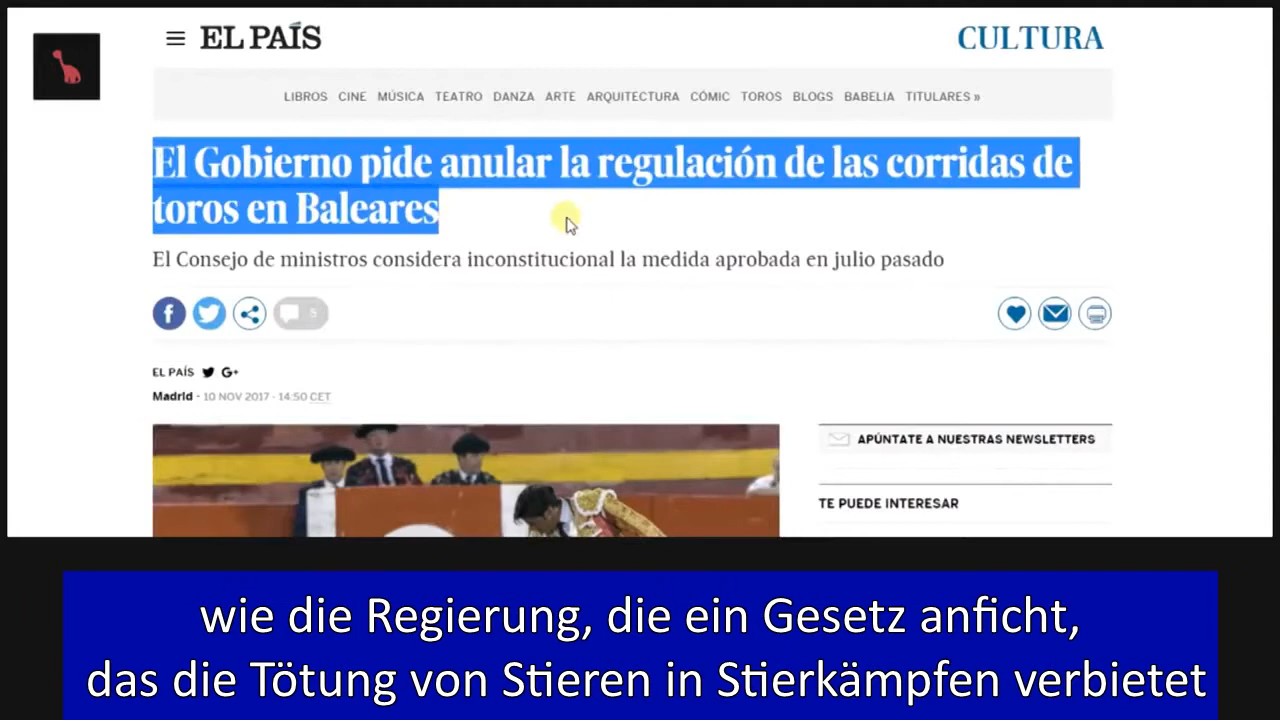 EL PAÍS
CULTURA
LIBROS CINE MÚSICA TEATRO DANZA ARTE ARQUITECTURA CÓMIC TOROS BLOGS BABELIA TITULARES »
El Gobierno pide anular la regulación de las corridas de
toros en Baleares
El Consejo de ministros considera inconstitucional la medida aprobada en julio pasado
5
EL PAÍS G+
Madrid - 10 NOV 2017 - 14:50 CET
APÚNTATE A NUESTRAS NEWSLETTERS
TE PUEDE INTERESAR
wie die Regierung, die ein Gesetz anficht,
das die Tötung von Stieren in Stierkämpfen verbietet